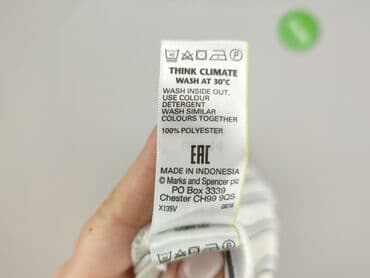 THINK CLIMATE
WASH AT 30°C
WASH INSIDE OUT,
USE COLOUR
DETERGENT
WASH SIMILAR
COLOURS TOGETHER
100% POLYESTER
EAC
MADE IN INDONESIA
© Marks and Spencer plc
PO Box 3339
Chester CH99 9QS
X135V